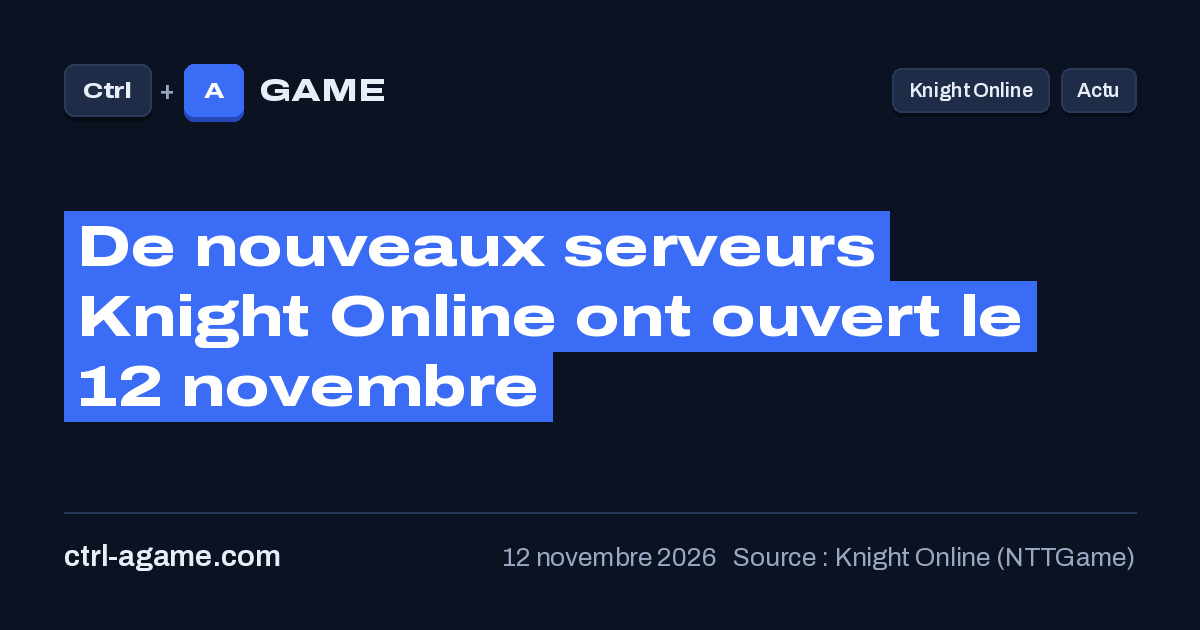 Ctrl + A GAME
Knight Online Actu
De nouveaux serveurs
Knight Online ont ouvert le
12 novembre
ctrl-agame.com
12 novembre 2026 Source : Knight Online (NTTGame)